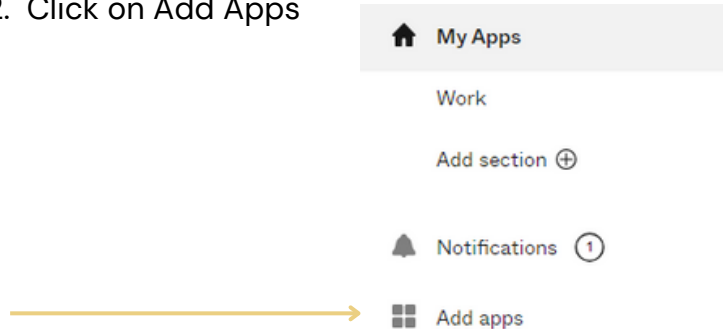 2. Click on Add Apps
My Apps
Work
Add section
Notifications 1
Add apps